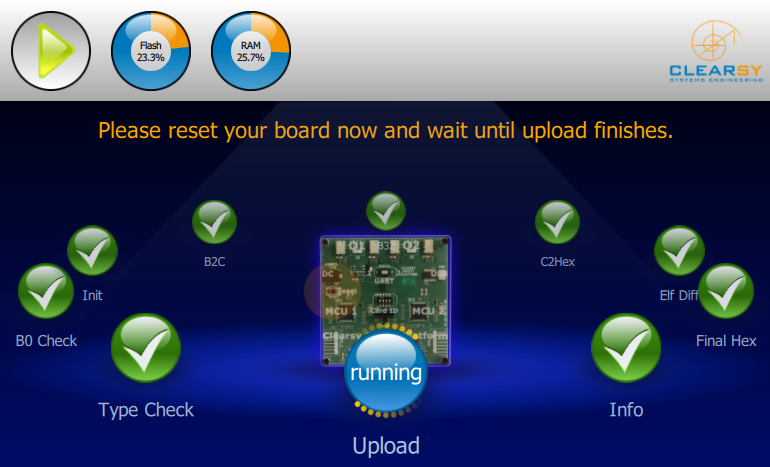 Flash
23.3%
RAM
25.7%
CLEARSY
SYSTEMS ENGINEERING
Please reset your board now and wait until upload finishes.
B2C
C2Hex
Init
Elf Diff
B0 Check
Final Hex
Type Check
Info
Q1
Q2
UART
MCU 1
Card ID
MCU
Clearsy
running
Upload